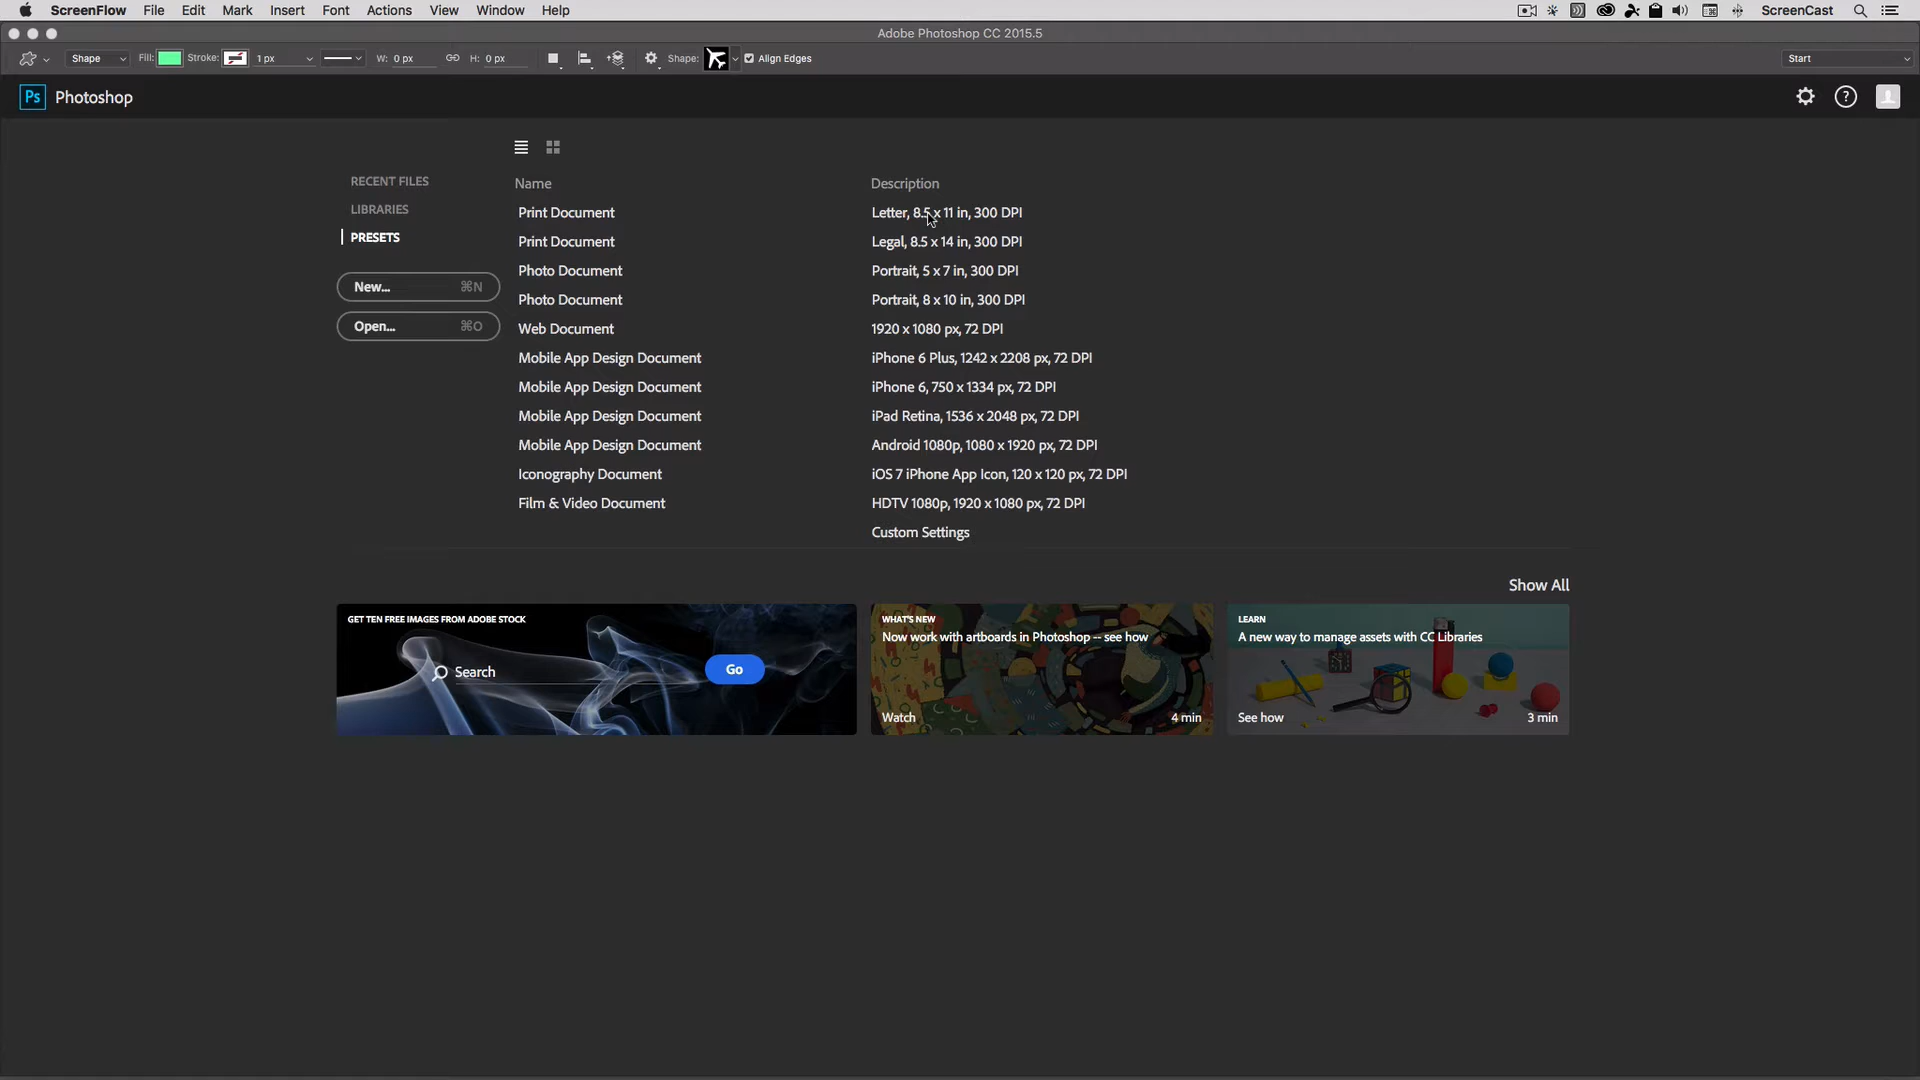 ScreenFlow File Edit Mark Insert Font Actions View Window Help ScreenCast
Adobe Photoshop CC 2015.5
Shape Fill: Stroke: 1 px W: 0 px H: 0 px Shape: Align Edges Start
Ps Photoshop ?
RECENT FILES
LIBRARIES
PRESETS
New... ⌘N
Open... ⌘O
Name Description
Print Document Letter, 8.5 x 11 in, 300 DPI
Print Document Legal, 8.5 x 14 in, 300 DPI
Photo Document Portrait, 5 x 7 in, 300 DPI
Photo Document Portrait, 8 x 10 in, 300 DPI
Web Document 1920 x 1080 px, 72 DPI
Mobile App Design Document iPhone 6 Plus, 1242 x 2208 px, 72 DPI
Mobile App Design Document iPhone 6, 750 x 1334 px, 72 DPI
Mobile App Design Document iPad Retina, 1536 x 2048 px, 72 DPI
Mobile App Design Document Android 1080p, 1080 x 1920 px, 72 DPI
Iconography Document iOS 7 iPhone App Icon, 120 x 120 px, 72 DPI
Film & Video Document HDTV 1080p, 1920 x 1080 px, 72 DPI
Custom Settings
Show All
GET TEN FREE IMAGES FROM ADOBE STOCK
Search Go
WHAT'S NEW
Now work with artboards in Photoshop -- see how
Watch 4 min
LEARN
A new way to manage assets with CC Libraries
See how 3 min